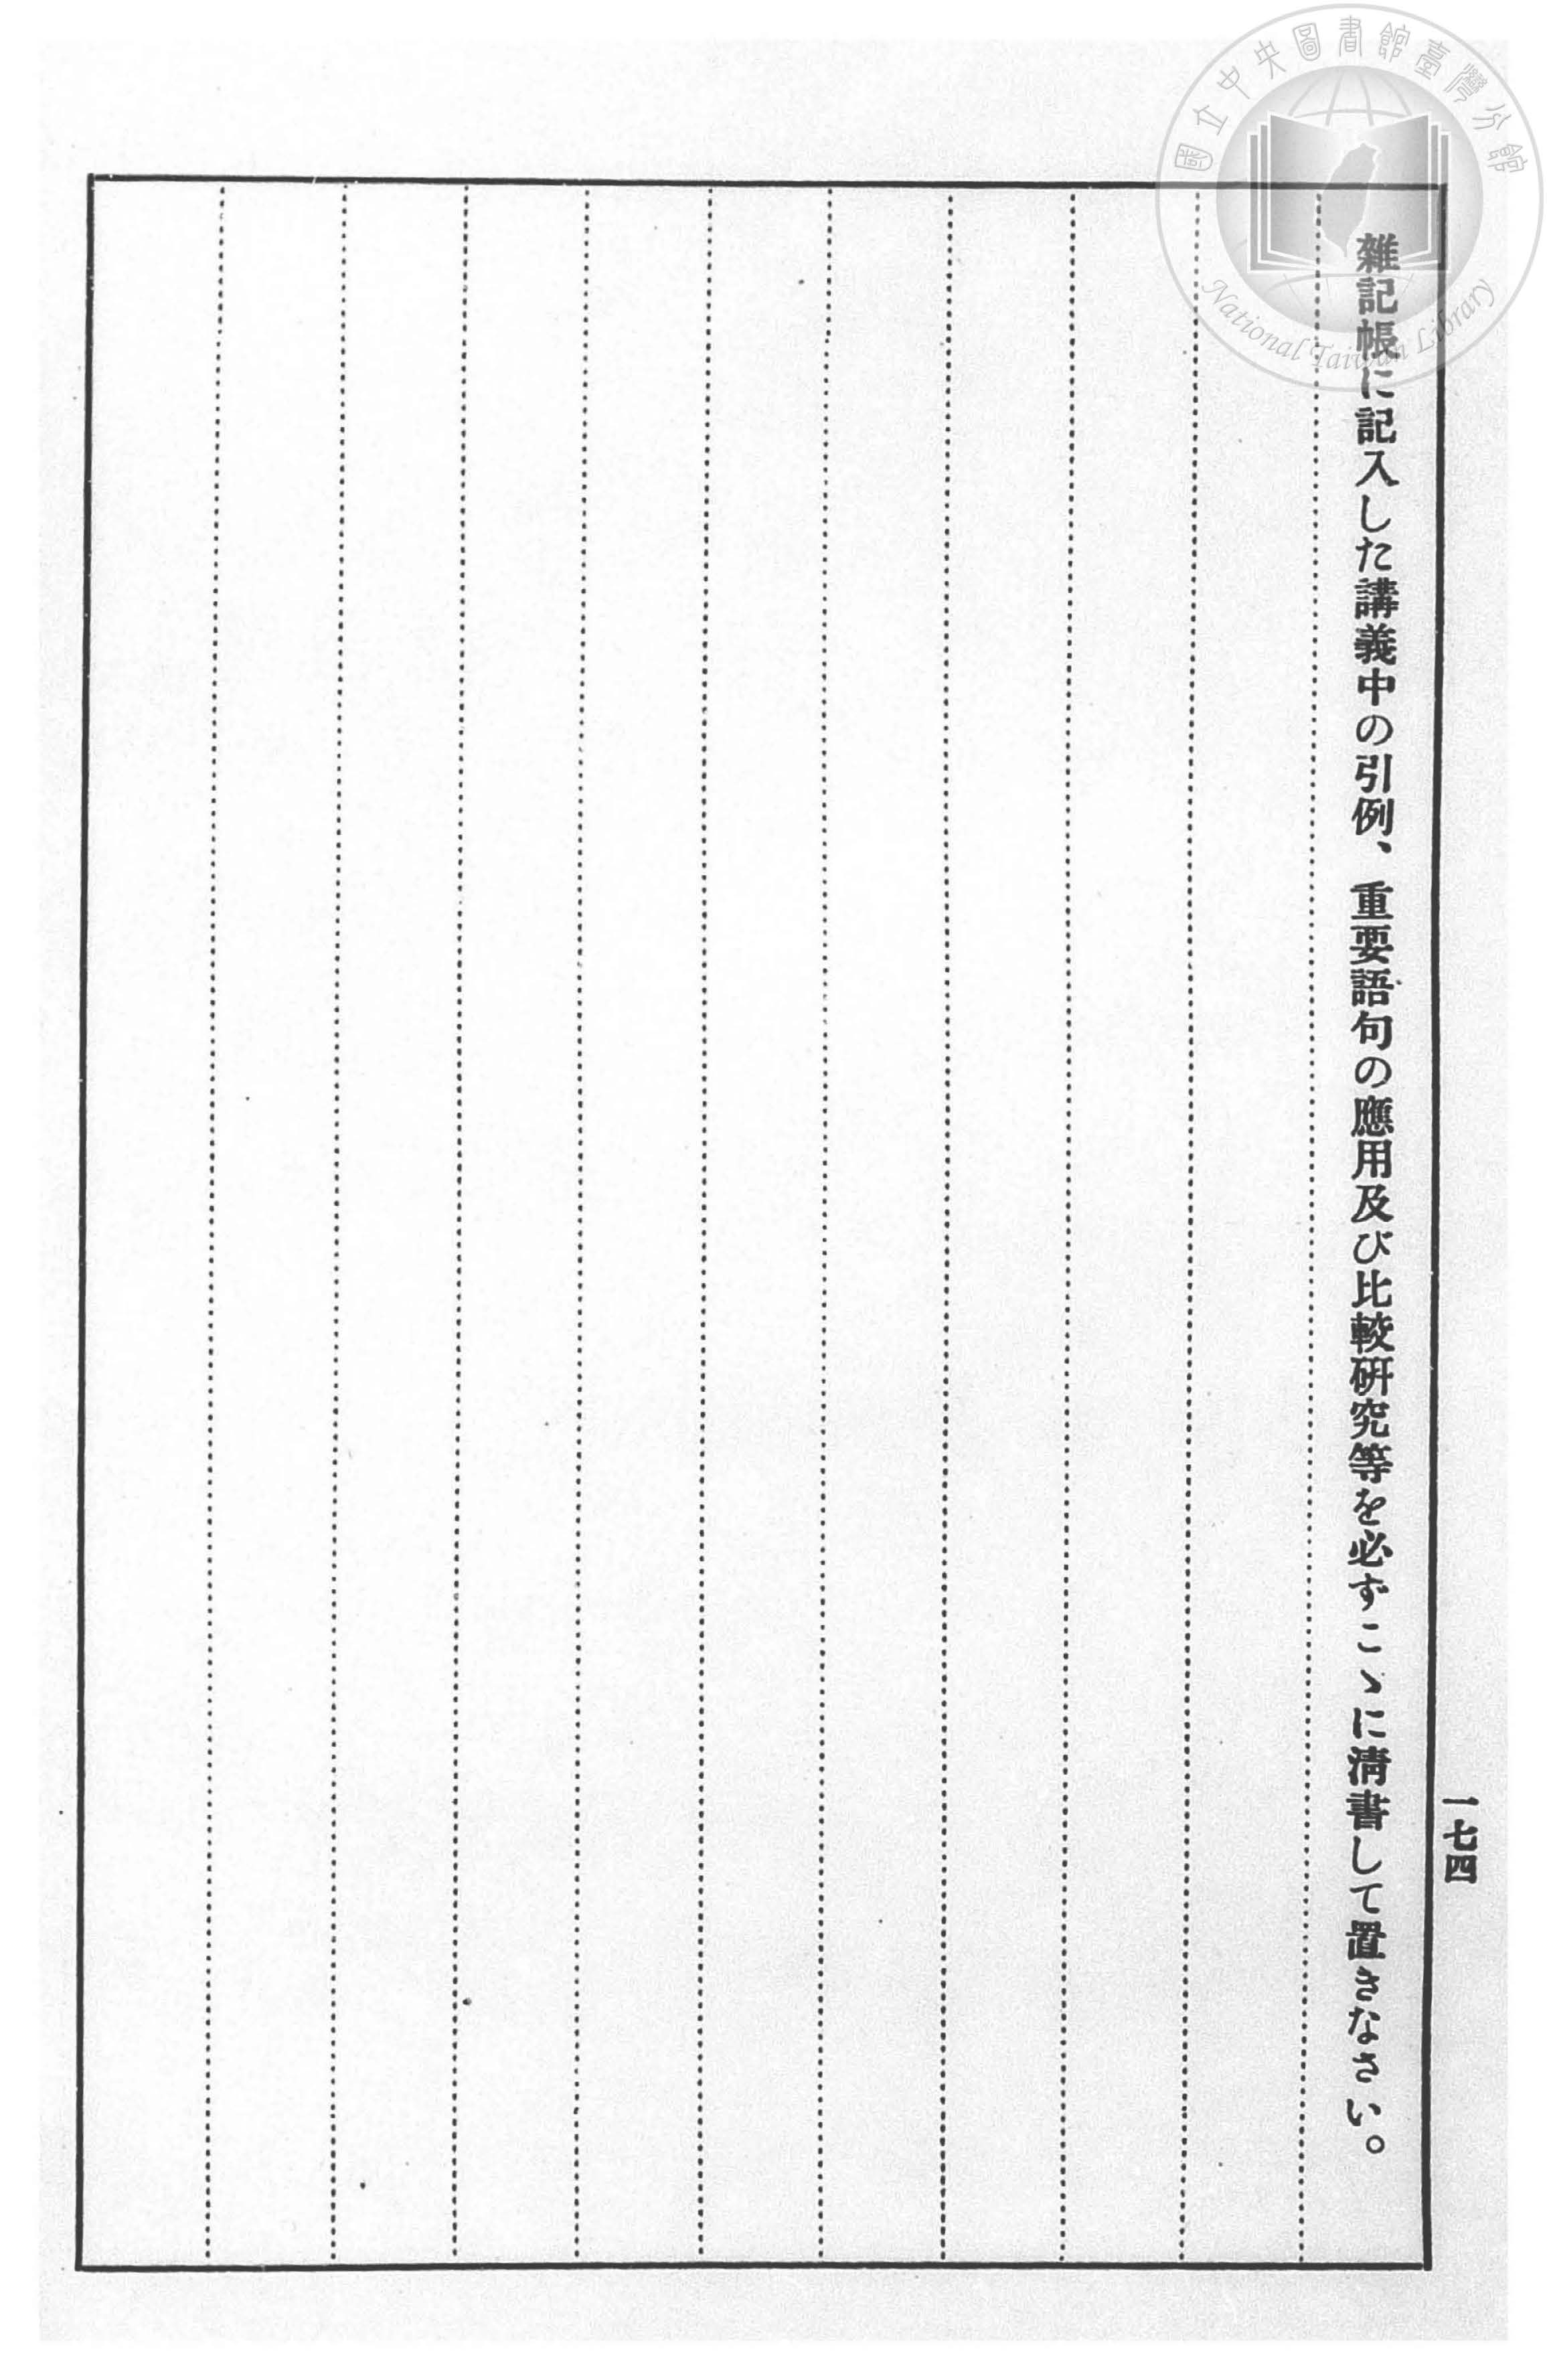 雜記帳に記入した講義中の引例、重要語句の應用及び比較硏究等を必ずこゝに淸書して置きなさい。
一七四
國立中央圖書館臺灣分館
National Taiwan Library